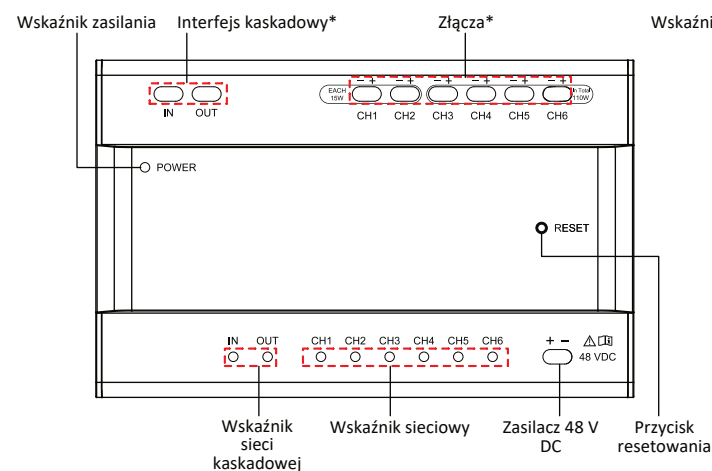 Wskaźnik zasilania Interfejs kaskadowy* Złącza* Wskaźni
EACH 15W
- + - + - + - + - + - +
In Total 110W
IN OUT CH1 CH2 CH3 CH4 CH5 CH6
POWER
RESET
IN OUT CH1 CH2 CH3 CH4 CH5 CH6 + -
48 VDC
Wskaźnik sieci kaskadowej
Wskaźnik sieciowy
Zasilacz 48 V DC
Przycisk resetowania